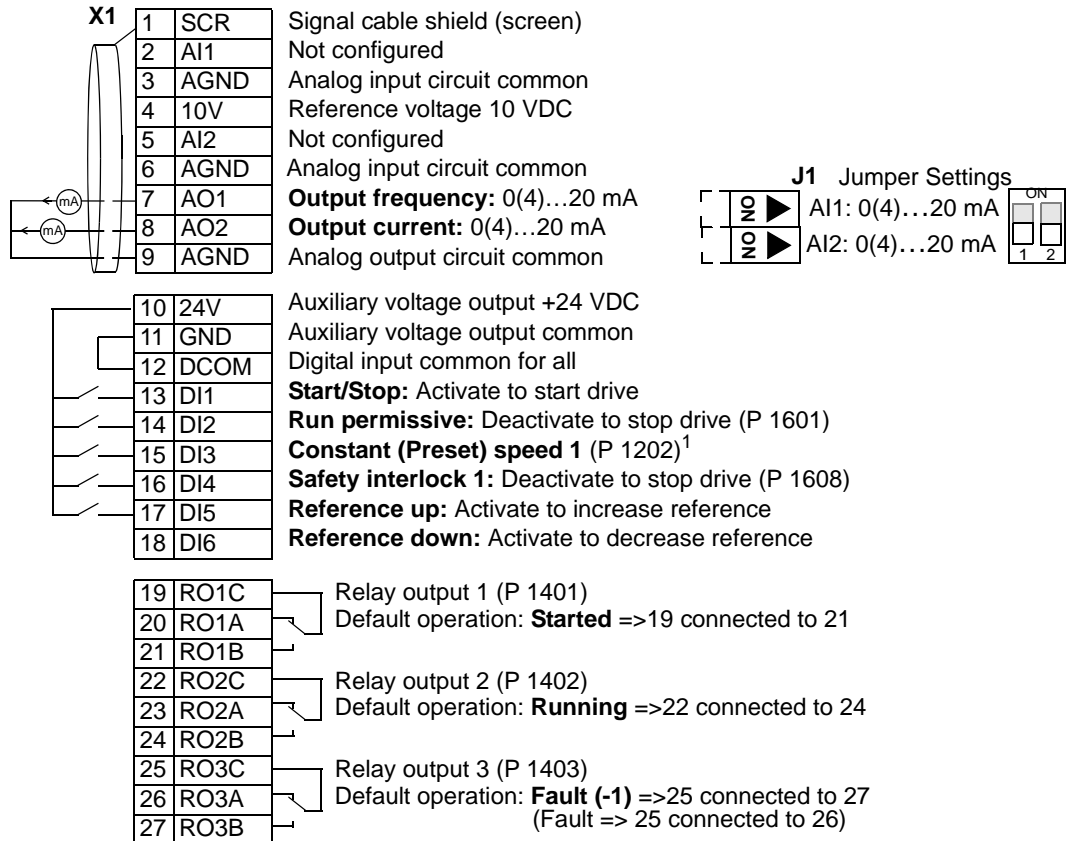 X1
1 SCR Signal cable shield (screen)
2 AI1 Not configured
3 AGND Analog input circuit common
4 10V Reference voltage 10 VDC
5 AI2 Not configured
6 AGND Analog input circuit common
7 AO1 Output frequency: 0(4)…20 mA
8 AO2 Output current: 0(4)…20 mA
9 AGND Analog output circuit common
mA
mA
J1 Jumper Settings
ON AI1: 0(4)…20 mA
ON AI2: 0(4)…20 mA
ON
1 2
10 24V Auxiliary voltage output +24 VDC
11 GND Auxiliary voltage output common
12 DCOM Digital input common for all
13 DI1 Start/Stop: Activate to start drive
14 DI2 Run permissive: Deactivate to stop drive (P 1601)
15 DI3 Constant (Preset) speed 1 (P 1202)1
16 DI4 Safety interlock 1: Deactivate to stop drive (P 1608)
17 DI5 Reference up: Activate to increase reference
18 DI6 Reference down: Activate to decrease reference
19 RO1C Relay output 1 (P 1401)
20 RO1A Default operation: Started =>19 connected to 21
21 RO1B
22 RO2C Relay output 2 (P 1402)
23 RO2A Default operation: Running =>22 connected to 24
24 RO2B
25 RO3C Relay output 3 (P 1403)
26 RO3A Default operation: Fault (-1) =>25 connected to 27
27 RO3B (Fault => 25 connected to 26)